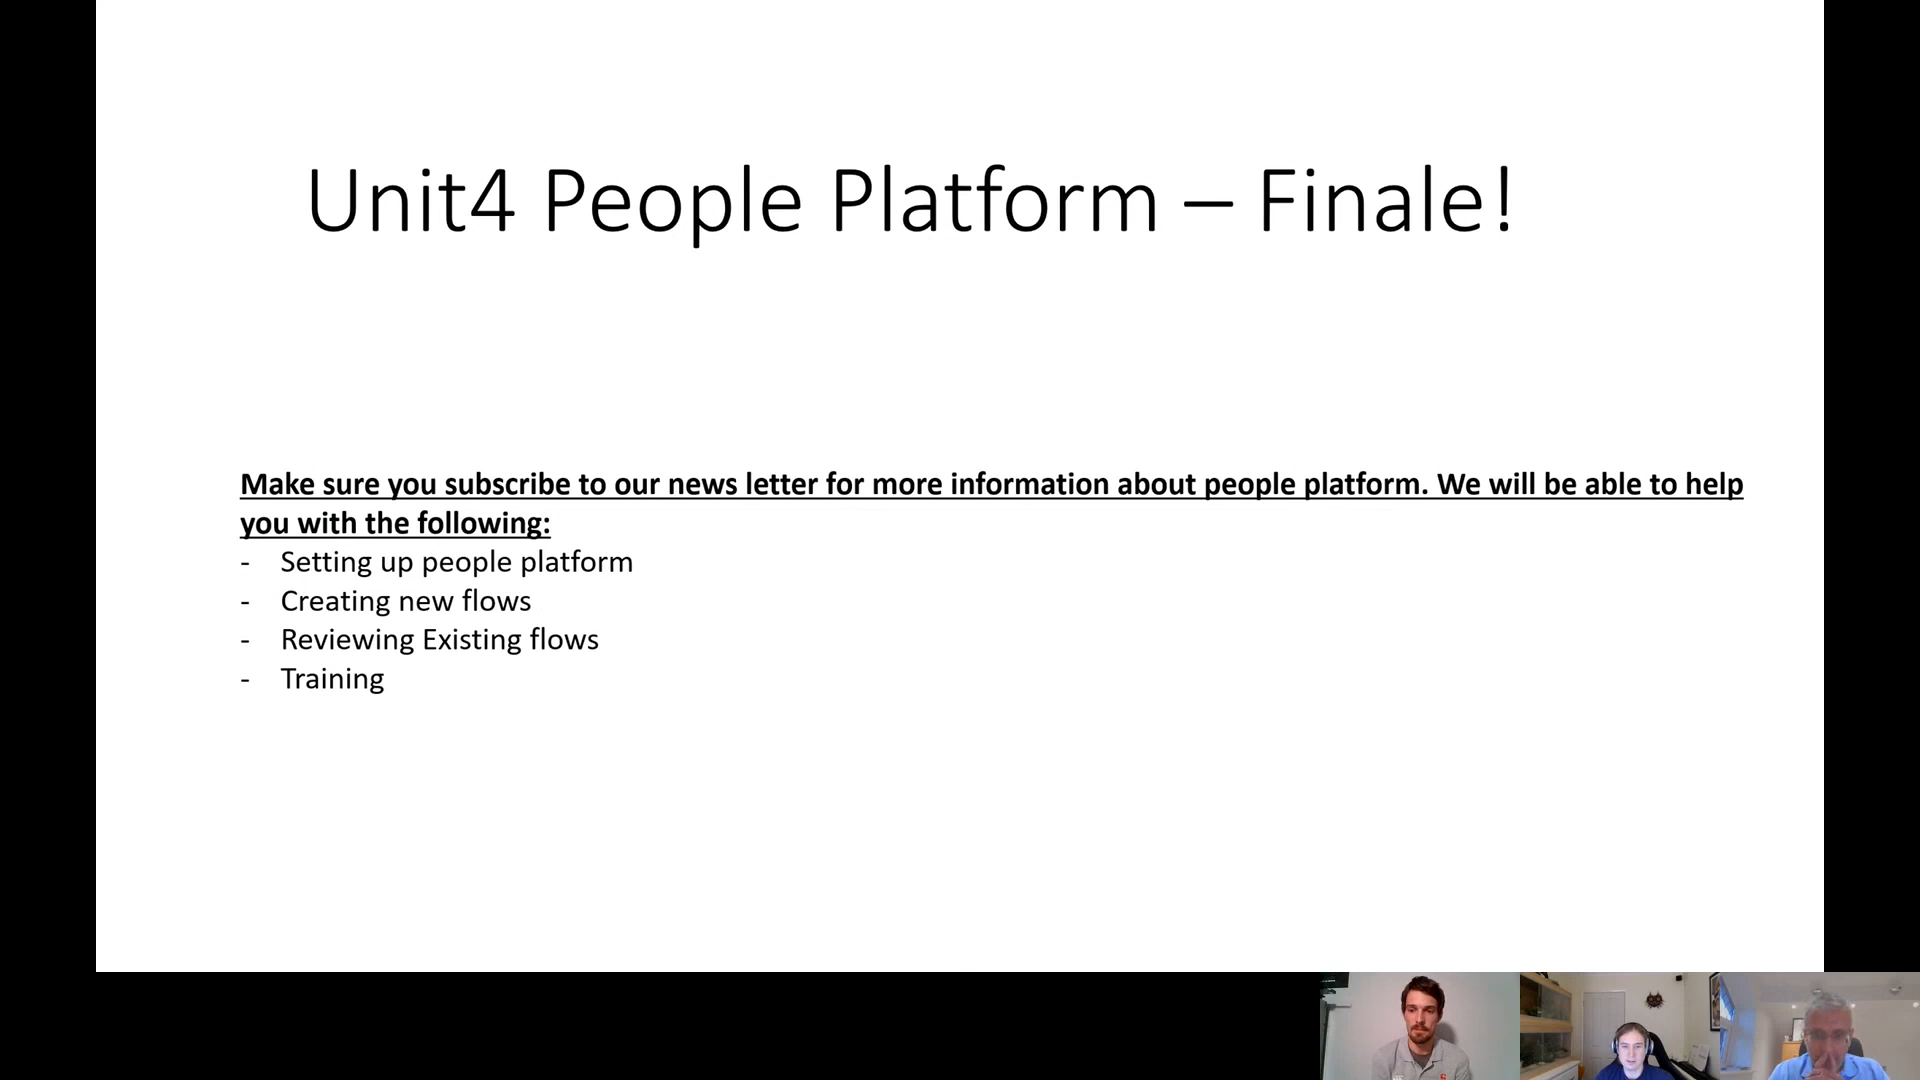 Unit4 People Platform – Finale!
Make sure you subscribe to our news letter for more information about people platform. We will be able to help
you with the following:
- Setting up people platform
- Creating new flows
- Reviewing Existing flows
- Training